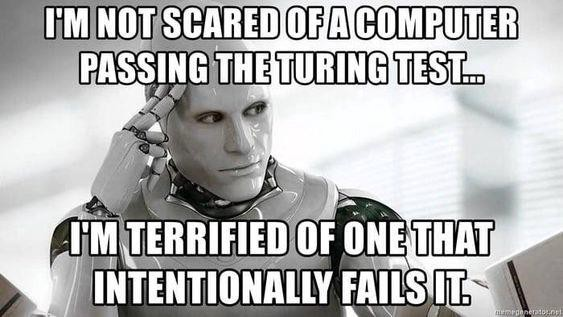 I'M NOT SCARED OF A COMPUTER
PASSING THE TURING TEST...
I'M TERRIFIED OF ONE THAT
INTENTIONALLY FAILS IT.
memegenerator.net